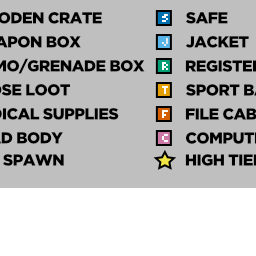 ODEN CRATE S SAFE
APON BOX J JACKET
MO/GRENADE BOX R REGISTE
OSE LOOT T SPORT B
DICAL SUPPLIES F FILE CAB
D BODY C COMPUT
SPAWN HIGH TIE